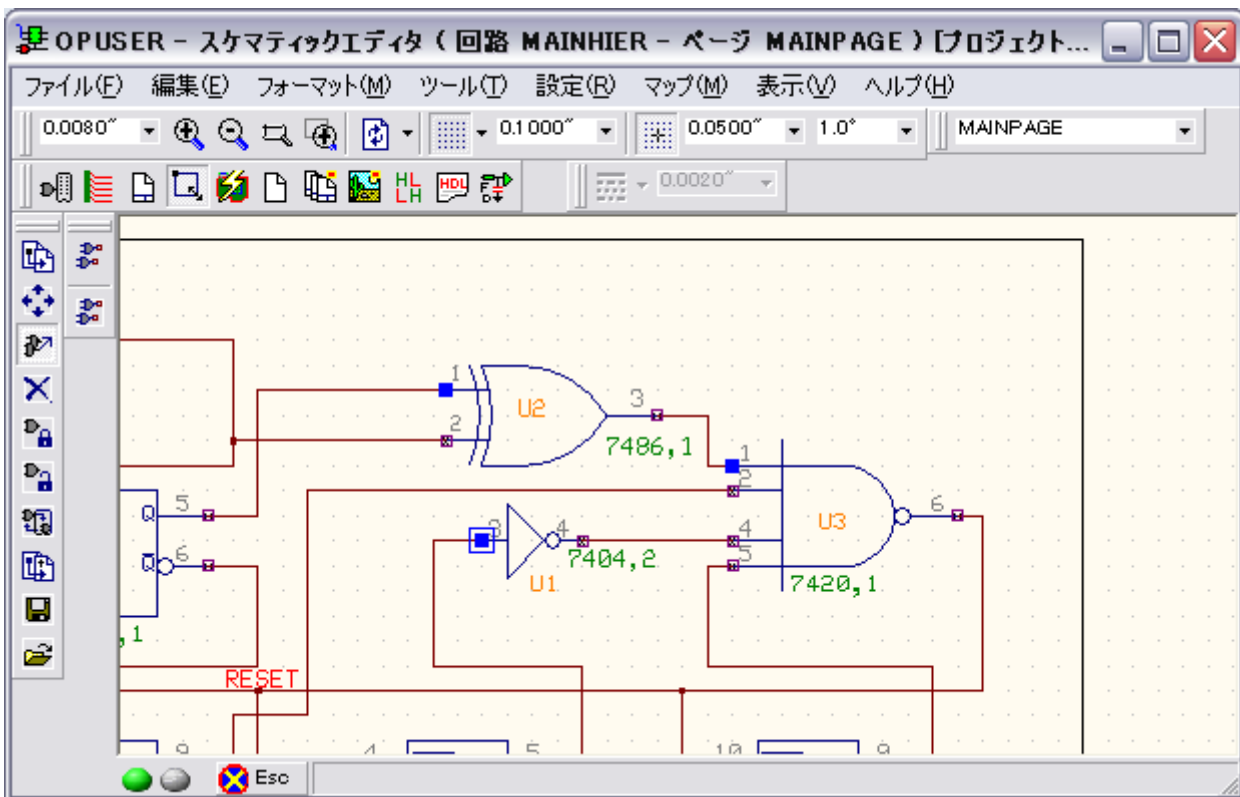 OPUSER - スケマティックエディタ ( 回路 MAINHIER - ページ MAINPAGE ) [プロジェクト...
ファイル(F) 編集(E) フォーマット(M) ツール(T) 設定(R) マップ(M) 表示(V) ヘルプ(H)
0.0080" 0.1000" 0.0500" 1.0° MAINPAGE
HL
LH
HDL
0.0020"
1
U2
3
2
7486,1
1
2
Q 5
U3
6
3
4
4
Q 6
7404,2
5
U1
7420,1
,1
RESET
9 4 5 10 9
Esc